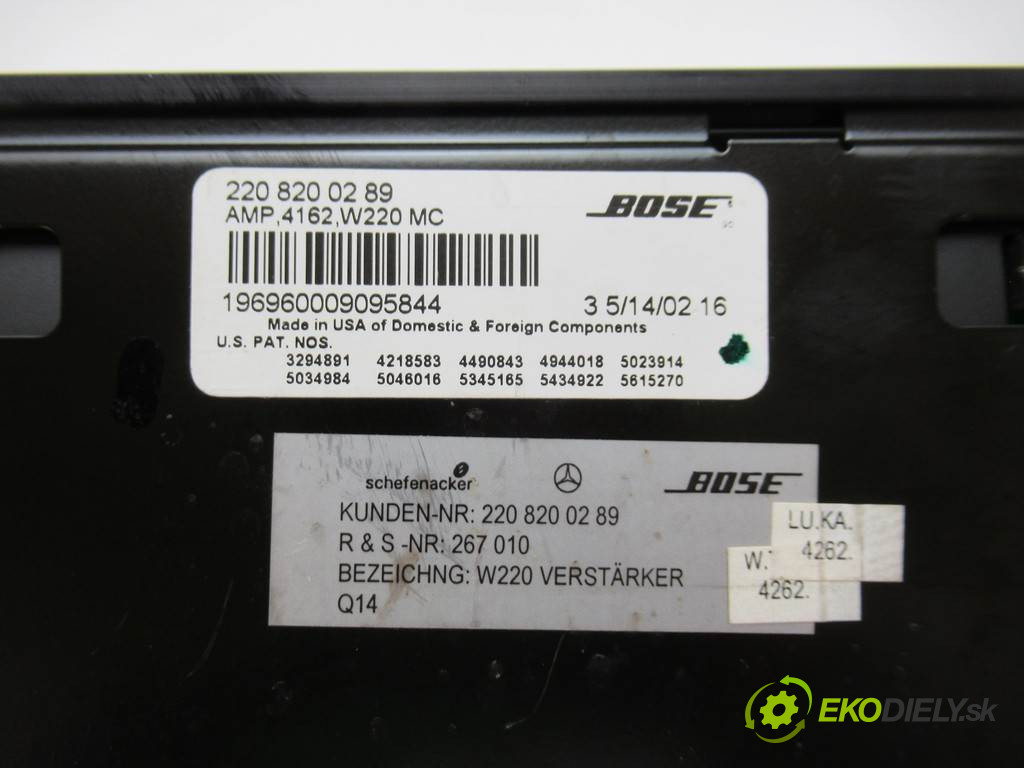 220 820 02 89
AMP,4162,W220 MC
BOSE
196960009095844
3 5/14/02 16
Made in USA of Domestic & Foreign Components
U.S. PAT. NOS.
3294891 4218583 4490843 4944018 5023914
5034984 5046016 5345165 5434922 5615270
schefenacker
BOSE
KUNDEN-NR: 220 820 02 89
R & S -NR: 267 010
BEZEICHNG: W220 VERSTÄRKER
Q14
LU.KA.
4262.
W.
4262.
EKODIELY.sk